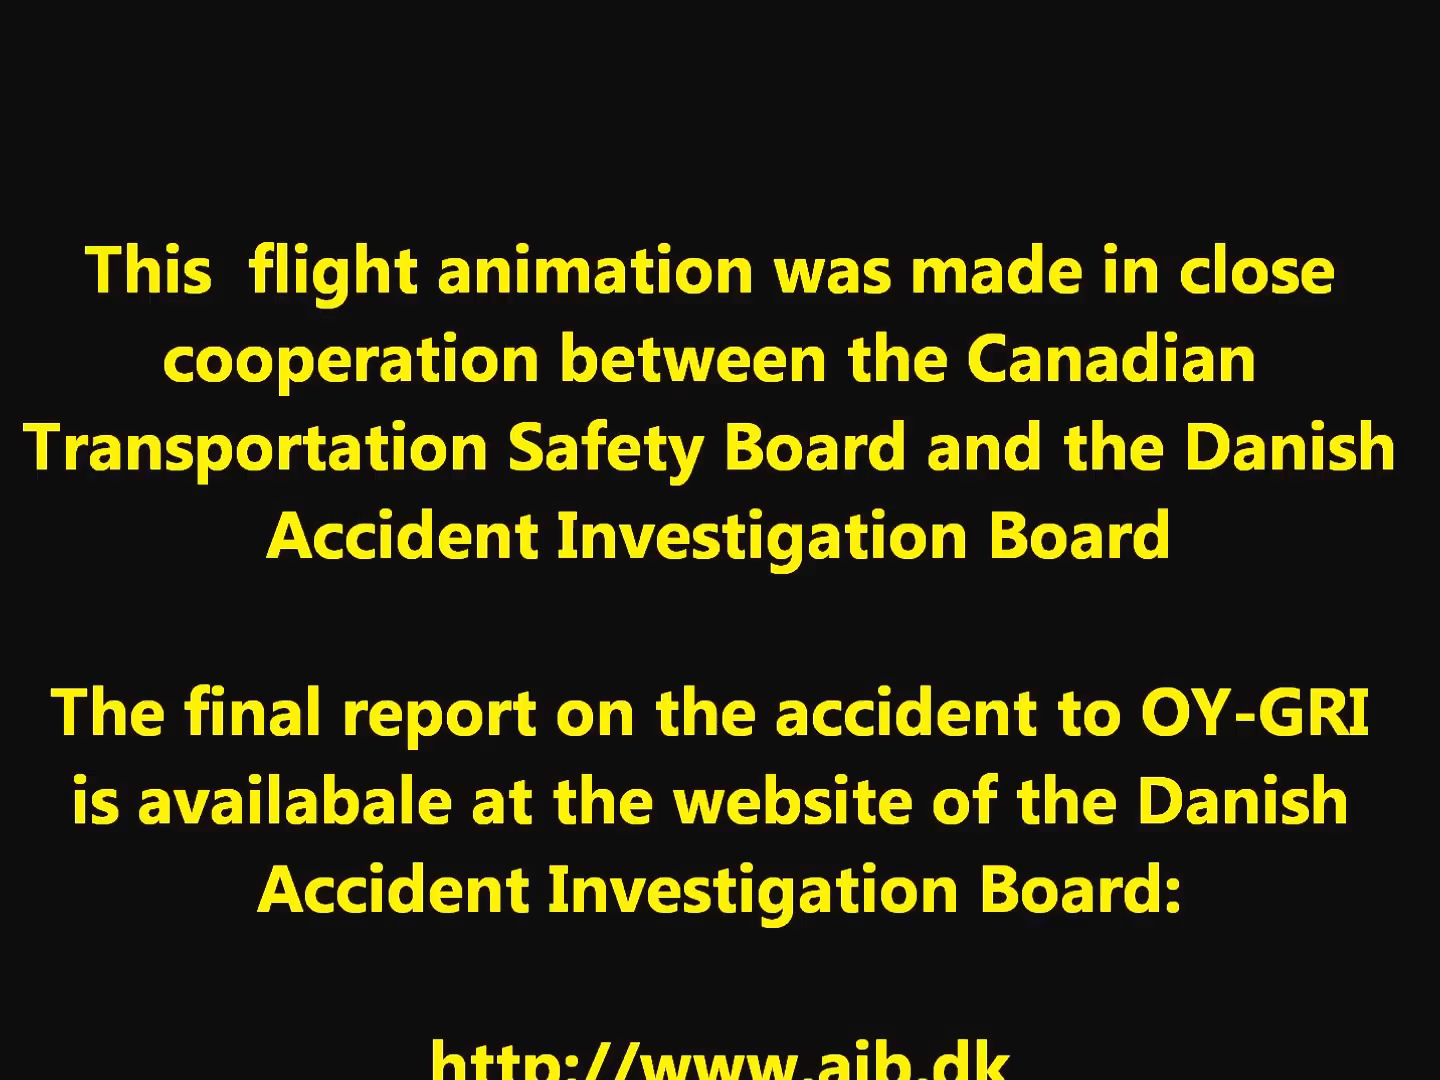 This  flight animation was made in close
cooperation between the Canadian
Transportation Safety Board and the Danish
Accident Investigation Board
The final report on the accident to OY-GRI
is availabale at the website of the Danish
Accident Investigation Board:
http://www.aib.dk